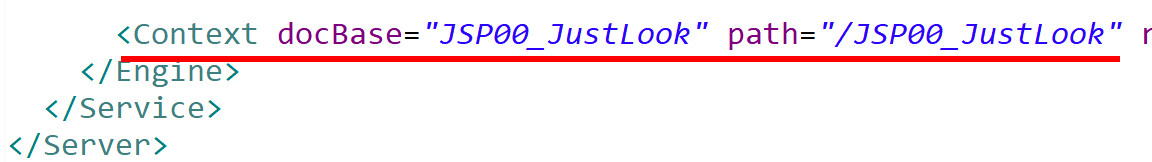 <Context docBase="JSP00_JustLook" path="/JSP00_JustLook"
</Engine>
</Service>
</Server>